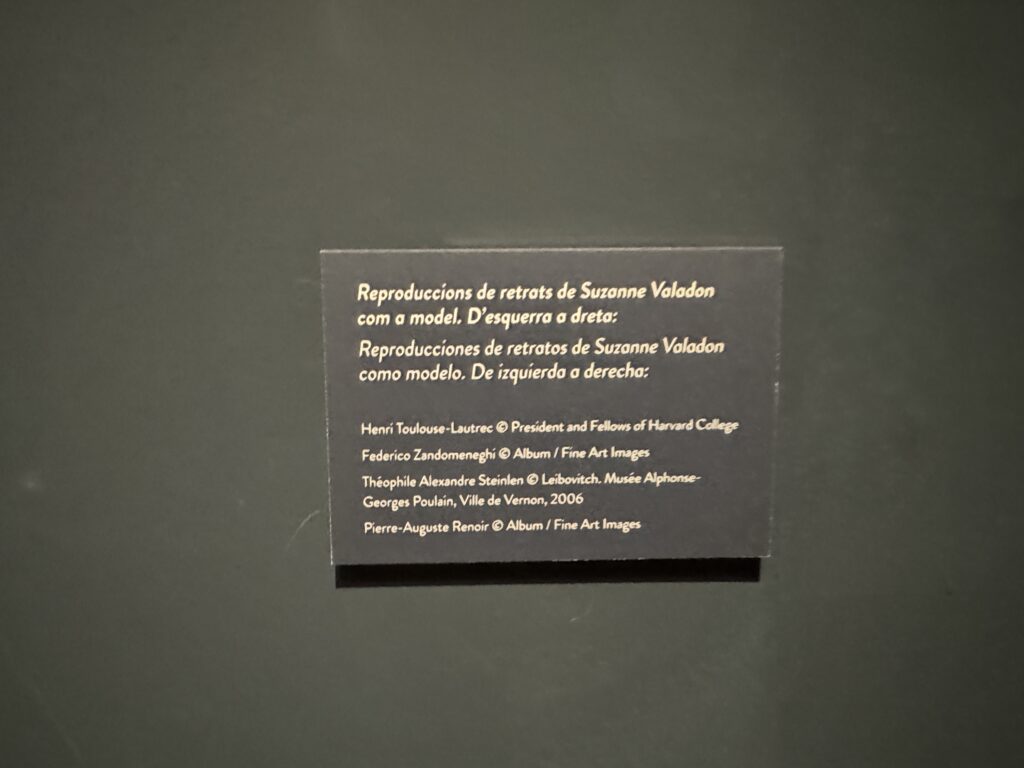 Reproduccions de retrats de Suzanne Valadon
com a model. D'esquerra a dreta:
Reproducciones de retratos de Suzanne Valadon
como modelo. De izquierda a derecha:
Henri Toulouse-Lautrec © President and Fellows of Harvard College
Federico Zandomeneghi © Album / Fine Art Images
Théophile Alexandre Steinlen © Leibovitch. Musée Alphonse-
Georges Poulain, Ville de Vernon, 2006
Pierre-Auguste Renoir © Album / Fine Art Images